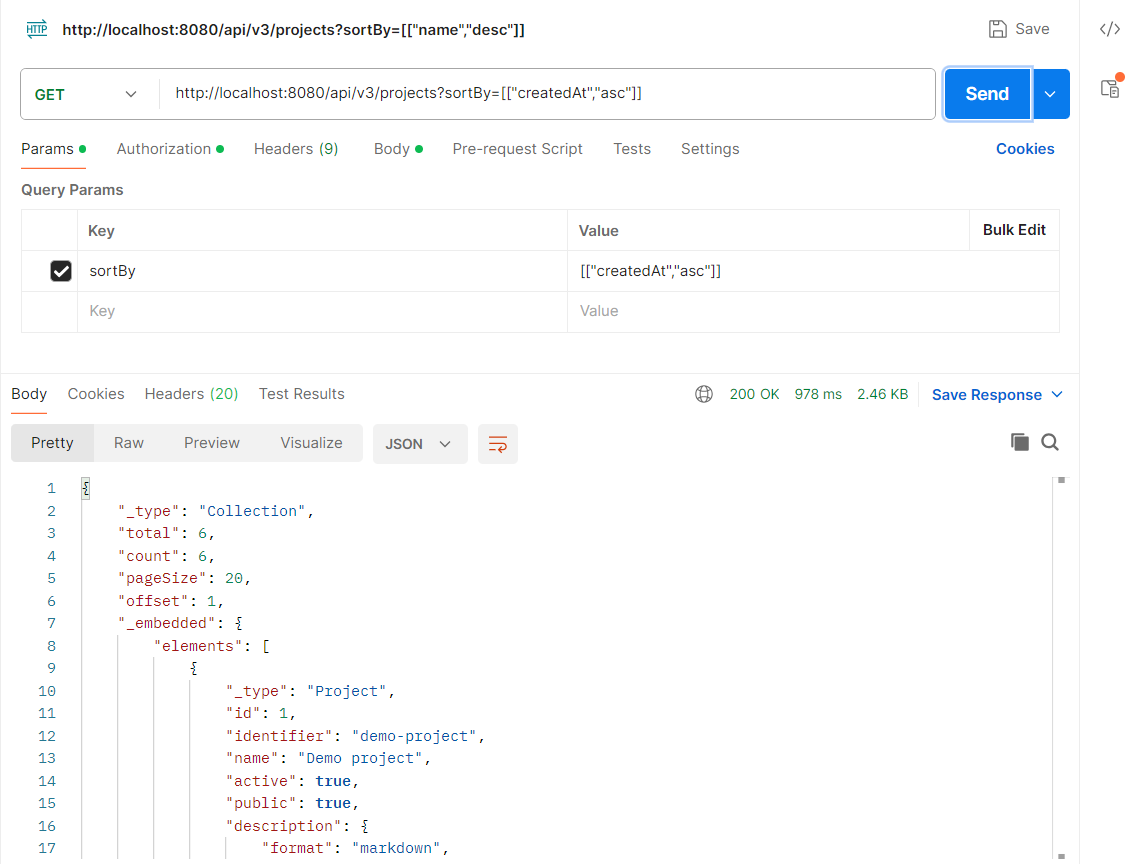 HTTP http://localhost:8080/api/v3/projects?sortBy=[["name","desc"]] Save
GET http://localhost:8080/api/v3/projects?sortBy=[["createdAt","asc"]] Send
Params Authorization Headers (9) Body Pre-request Script Tests Settings Cookies
Query Params
Key Value Bulk Edit
sortBy [["createdAt","asc"]]
Key Value
Body Cookies Headers (20) Test Results 200 OK 978 ms 2.46 KB Save Response
Pretty Raw Preview Visualize JSON
1 {
2 "_type": "Collection",
3 "total": 6,
4 "count": 6,
5 "pageSize": 20,
6 "offset": 1,
7 "_embedded": {
8 "elements": [
9 {
10 "_type": "Project",
11 "id": 1,
12 "identifier": "demo-project",
13 "name": "Demo project",
14 "active": true,
15 "public": true,
16 "description": {
17 "format": "markdown",